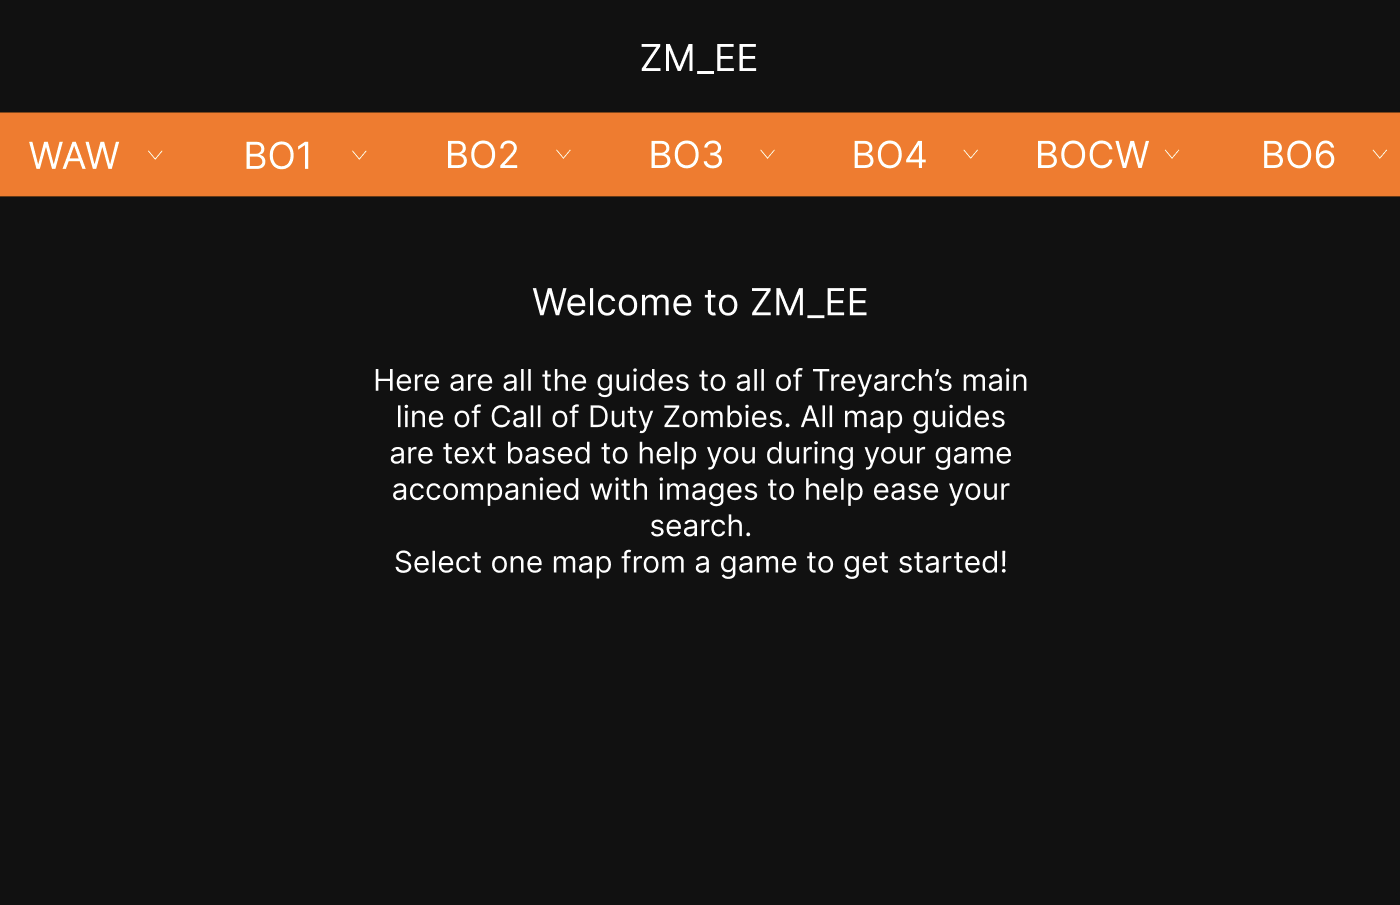 ZM_EE
WAW BO1 BO2 BO3 BO4 BOCW BO6
Welcome to ZM_EE
Here are all the guides to all of Treyarch’s main
line of Call of Duty Zombies. All map guides
are text based to help you during your game
accompanied with images to help ease your
search.
Select one map from a game to get started!